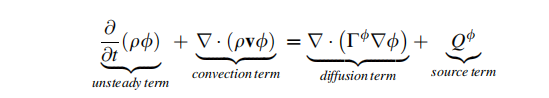 ∂/∂t (ρϕ) + ∇ · (ρvϕ) = ∇ · (Γ^ϕ ∇ϕ) + Q^ϕ
unsteady term convection term diffusion term source term